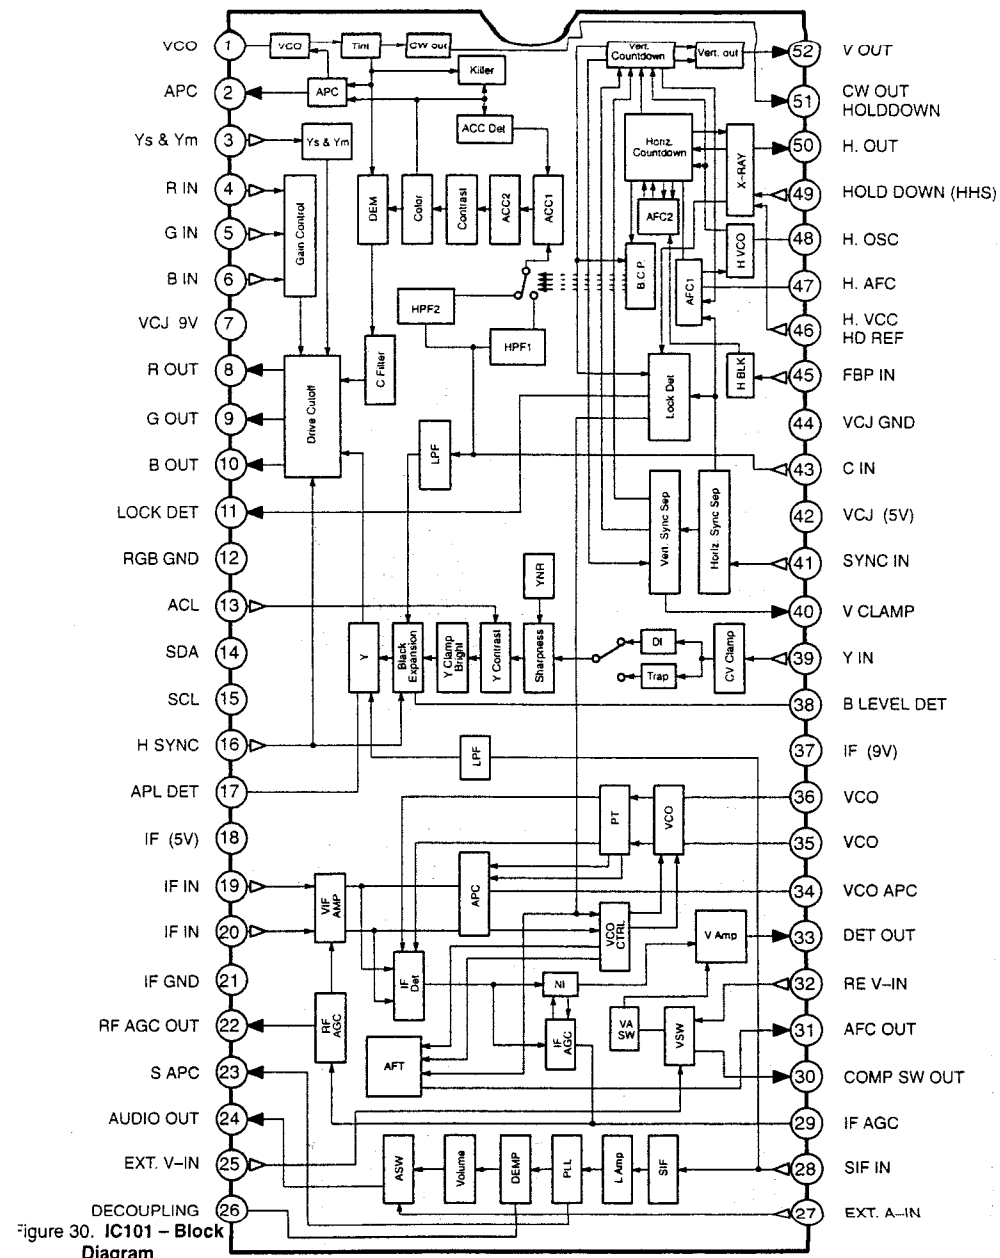 VCO 1
APC 2
Ys & Ym 3
R IN 4
G IN 5
B IN 6
VCJ 9V 7
R OUT 8
G OUT 9
B OUT 10
LOCK DET 11
RGB GND 12
ACL 13
SDA 14
SCL 15
H SYNC 16
APL DET 17
IF (5V) 18
IF IN 19
IF IN 20
IF GND 21
RF AGC OUT 22
S APC 23
AUDIO OUT 24
EXT. V-IN 25
DECOUPLING 26
VCO
Tint
CW out
Vert.
Countdown
Vert. out
Killer
APC
ACC Det
Ys & Ym
Horiz.
Countdown
X-RAY
Gain Control
DEM
Color
Contrast
ACC2
ACC1
AFC2
H VCO
B.C.P.
AFC1
HPF2
HPF1
H BLK
C Filter
Drive Cutoff
Lock Det
LPF
Vert. Sync Sep
Horiz. Sync Sep
YNR
Y
Black
Expansion
Y Clamp
Bright
Y Contrast
Sharpness
DI
Trap
CV Clamp
LPF
PT
VCO
APC
VIF
AMP
VCO
CTRL
V Amp
IF
Det
NI
RF
AGC
IF
AGC
VA
SW
VSW
AFT
ASW
Volume
DEMP
PLL
L Amp
SIF
52 V OUT
51 CW OUT
HOLDDOWN
50 H. OUT
49 HOLD DOWN (HHS)
48 H. OSC
47 H. AFC
46 H. VCC
HD REF
45 FBP IN
44 VCJ GND
43 C IN
42 VCJ (5V)
41 SYNC IN
40 V CLAMP
39 Y IN
38 B LEVEL DET
37 IF (9V)
36 VCO
35 VCO
34 VCO APC
33 DET OUT
32 RE V-IN
31 AFC OUT
30 COMP SW OUT
29 IF AGC
28 SIF IN
27 EXT. A-IN
Figure 30. IC101 – Block
Diagram